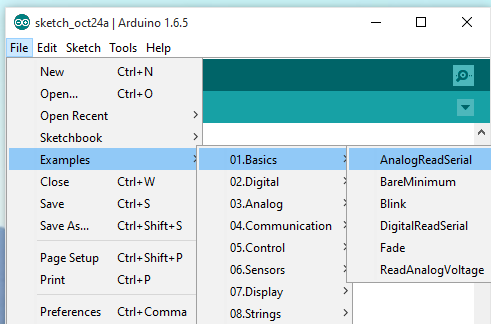 sketch_oct24a | Arduino 1.6.5
File Edit Sketch Tools Help
New Ctrl+N
Open... Ctrl+O
Open Recent
Sketchbook
Examples
Close Ctrl+W
Save Ctrl+S
Save As... Ctrl+Shift+S
Page Setup Ctrl+Shift+P
Print Ctrl+P
Preferences Ctrl+Comma
01.Basics
02.Digital
03.Analog
04.Communication
05.Control
06.Sensors
07.Display
08.Strings
AnalogReadSerial
BareMinimum
Blink
DigitalReadSerial
Fade
ReadAnalogVoltage